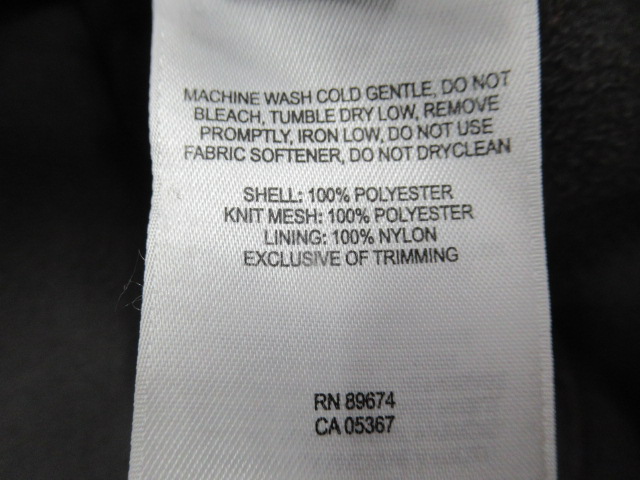 MACHINE WASH COLD GENTLE, DO NOT
BLEACH, TUMBLE DRY LOW, REMOVE
PROMPTLY, IRON LOW, DO NOT USE
FABRIC SOFTENER, DO NOT DRYCLEAN
SHELL: 100% POLYESTER
KNIT MESH: 100% POLYESTER
LINING: 100% NYLON
EXCLUSIVE OF TRIMMING
RN 89674
CA 05367